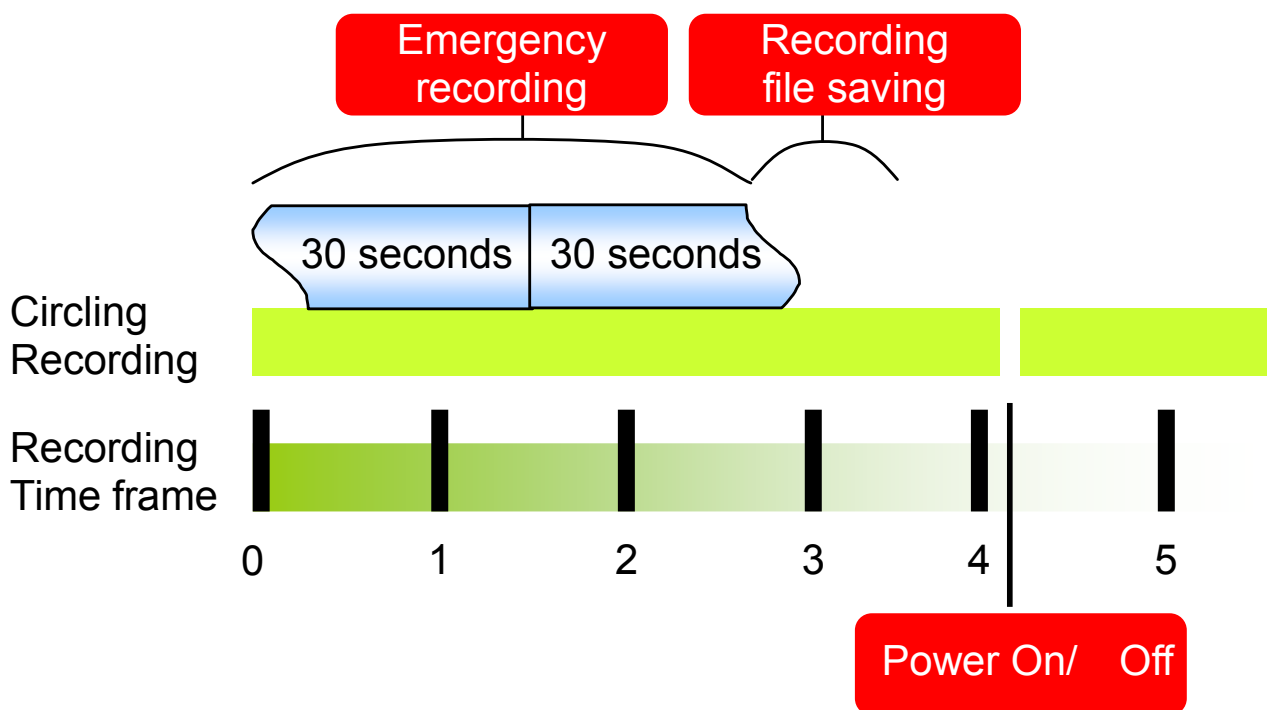 Emergency
recording
Recording
file saving
30 seconds
30 seconds
Circling
Recording
Recording
Time frame
0
1
2
3
4
5
Power On/ Off